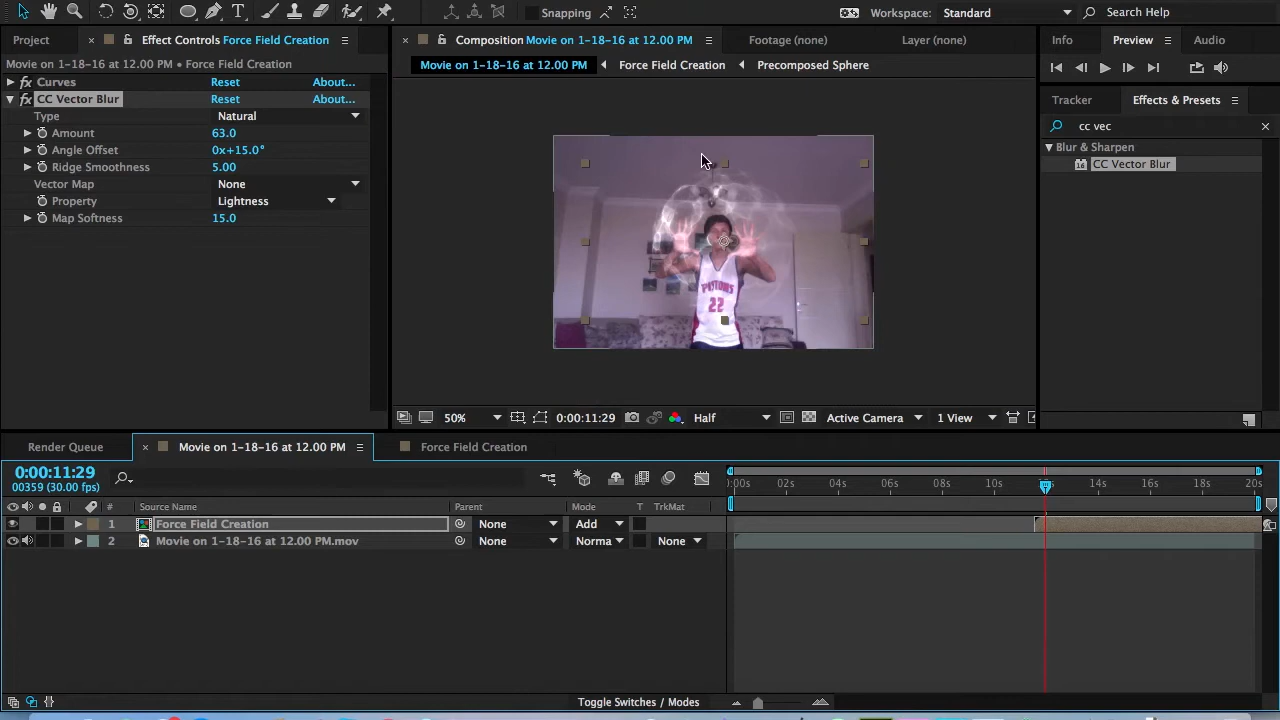 T
Snapping
Workspace: Standard
Search Help
Project
Effect Controls Force Field Creation
Composition Movie on 1-18-16 at 12.00 PM
Footage (none)
Layer (none)
Info
Preview
Audio
Movie on 1-18-16 at 12.00 PM • Force Field Creation
Movie on 1-18-16 at 12.00 PM
Force Field Creation
Precomposed Sphere
fx Curves Reset About...
fx CC Vector Blur Reset About...
Type Natural
Amount 63.0
Angle Offset 0x+15.0°
Ridge Smoothness 5.00
Vector Map None
Property Lightness
Map Softness 15.0
Tracker
Effects & Presets
cc vec
Blur & Sharpen
16 CC Vector Blur
PISTONS
22
50%
0:00:11:29
Half
Active Camera
1 View
Render Queue
Movie on 1-18-16 at 12.00 PM
Force Field Creation
0:00:11:29
00359 (30.00 fps)
:00s 02s 04s 06s 08s 10s 14s 16s 18s 20s
# Source Name Parent Mode T TrkMat
1 Force Field Creation None Add
2 Movie on 1-18-16 at 12.00 PM.mov None Norma None
Toggle Switches / Modes